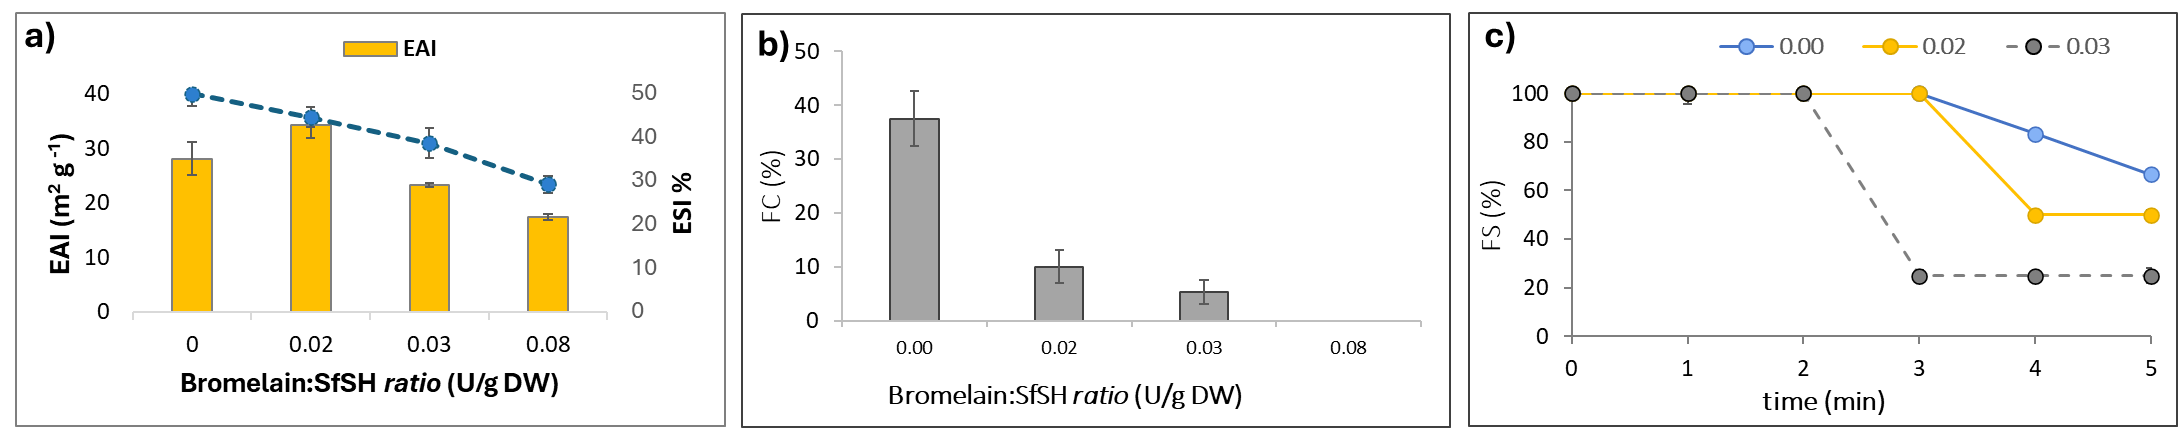 a)
EAI
40
30
20
10
0
EAI (m² g ⁻¹)
50
40
30
20
10
0
ESI %
0 0.02 0.03 0.08
Bromelain:SfSH ratio (U/g DW)
b)
50
40
30
20
10
0
FC (%)
0.00 0.02 0.03 0.08
Bromelain:SfSH ratio (U/g DW)
c)
0.00 0.02 0.03
100
80
60
40
20
0
FS (%)
0 1 2 3 4 5
time (min)